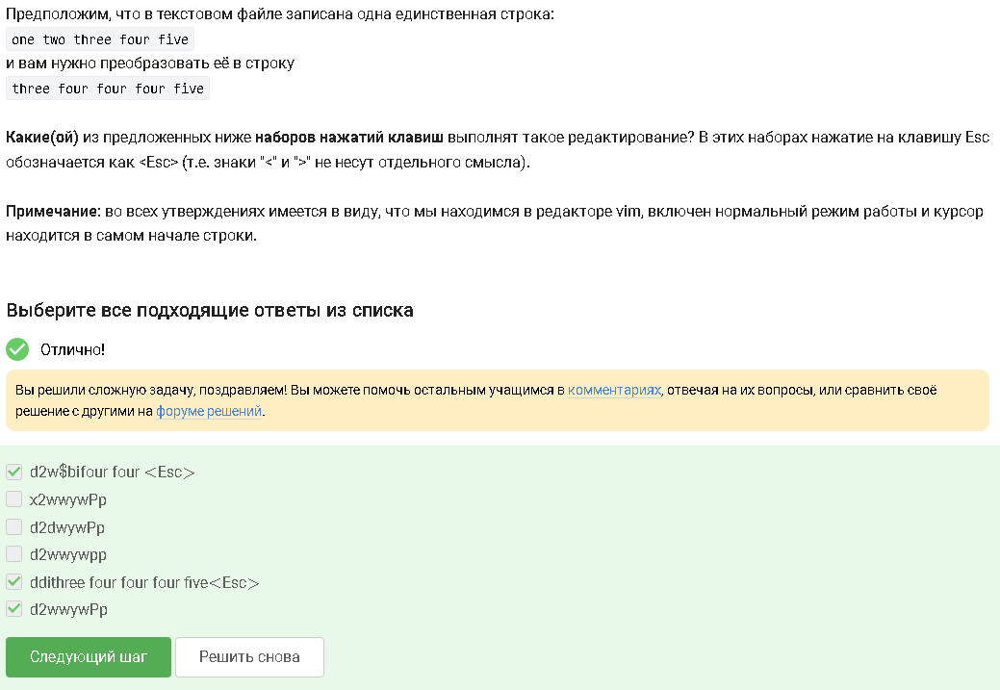 Предположим, что в текстовом файле записана одна единственная строка:
one two three four five
и вам нужно преобразовать её в строку
three four four four five
Какие(ой) из предложенных ниже наборов нажатий клавиш выполнят такое редактирование? В этих наборах нажатие на клавишу Esc
обозначается как <Esc> (т.е. знаки "<" и ">" не несут отдельного смысла).
Примечание: во всех утверждениях имеется в виду, что мы находимся в редакторе vim, включен нормальный режим работы и курсор
находится в самом начале строки.
Выберите все подходящие ответы из списка
Отлично!
Вы решили сложную задачу, поздравляем! Вы можете помочь остальным учащимся в комментариях, отвечая на их вопросы, или сравнить своё
решение с другими на форуме решений.
d2w$bifour four <Esc>
x2wwywPp
d2dwywPp
d2wwywpp
ddithree four four four five<Esc>
d2wwywPp
Следующий шаг
Решить снова